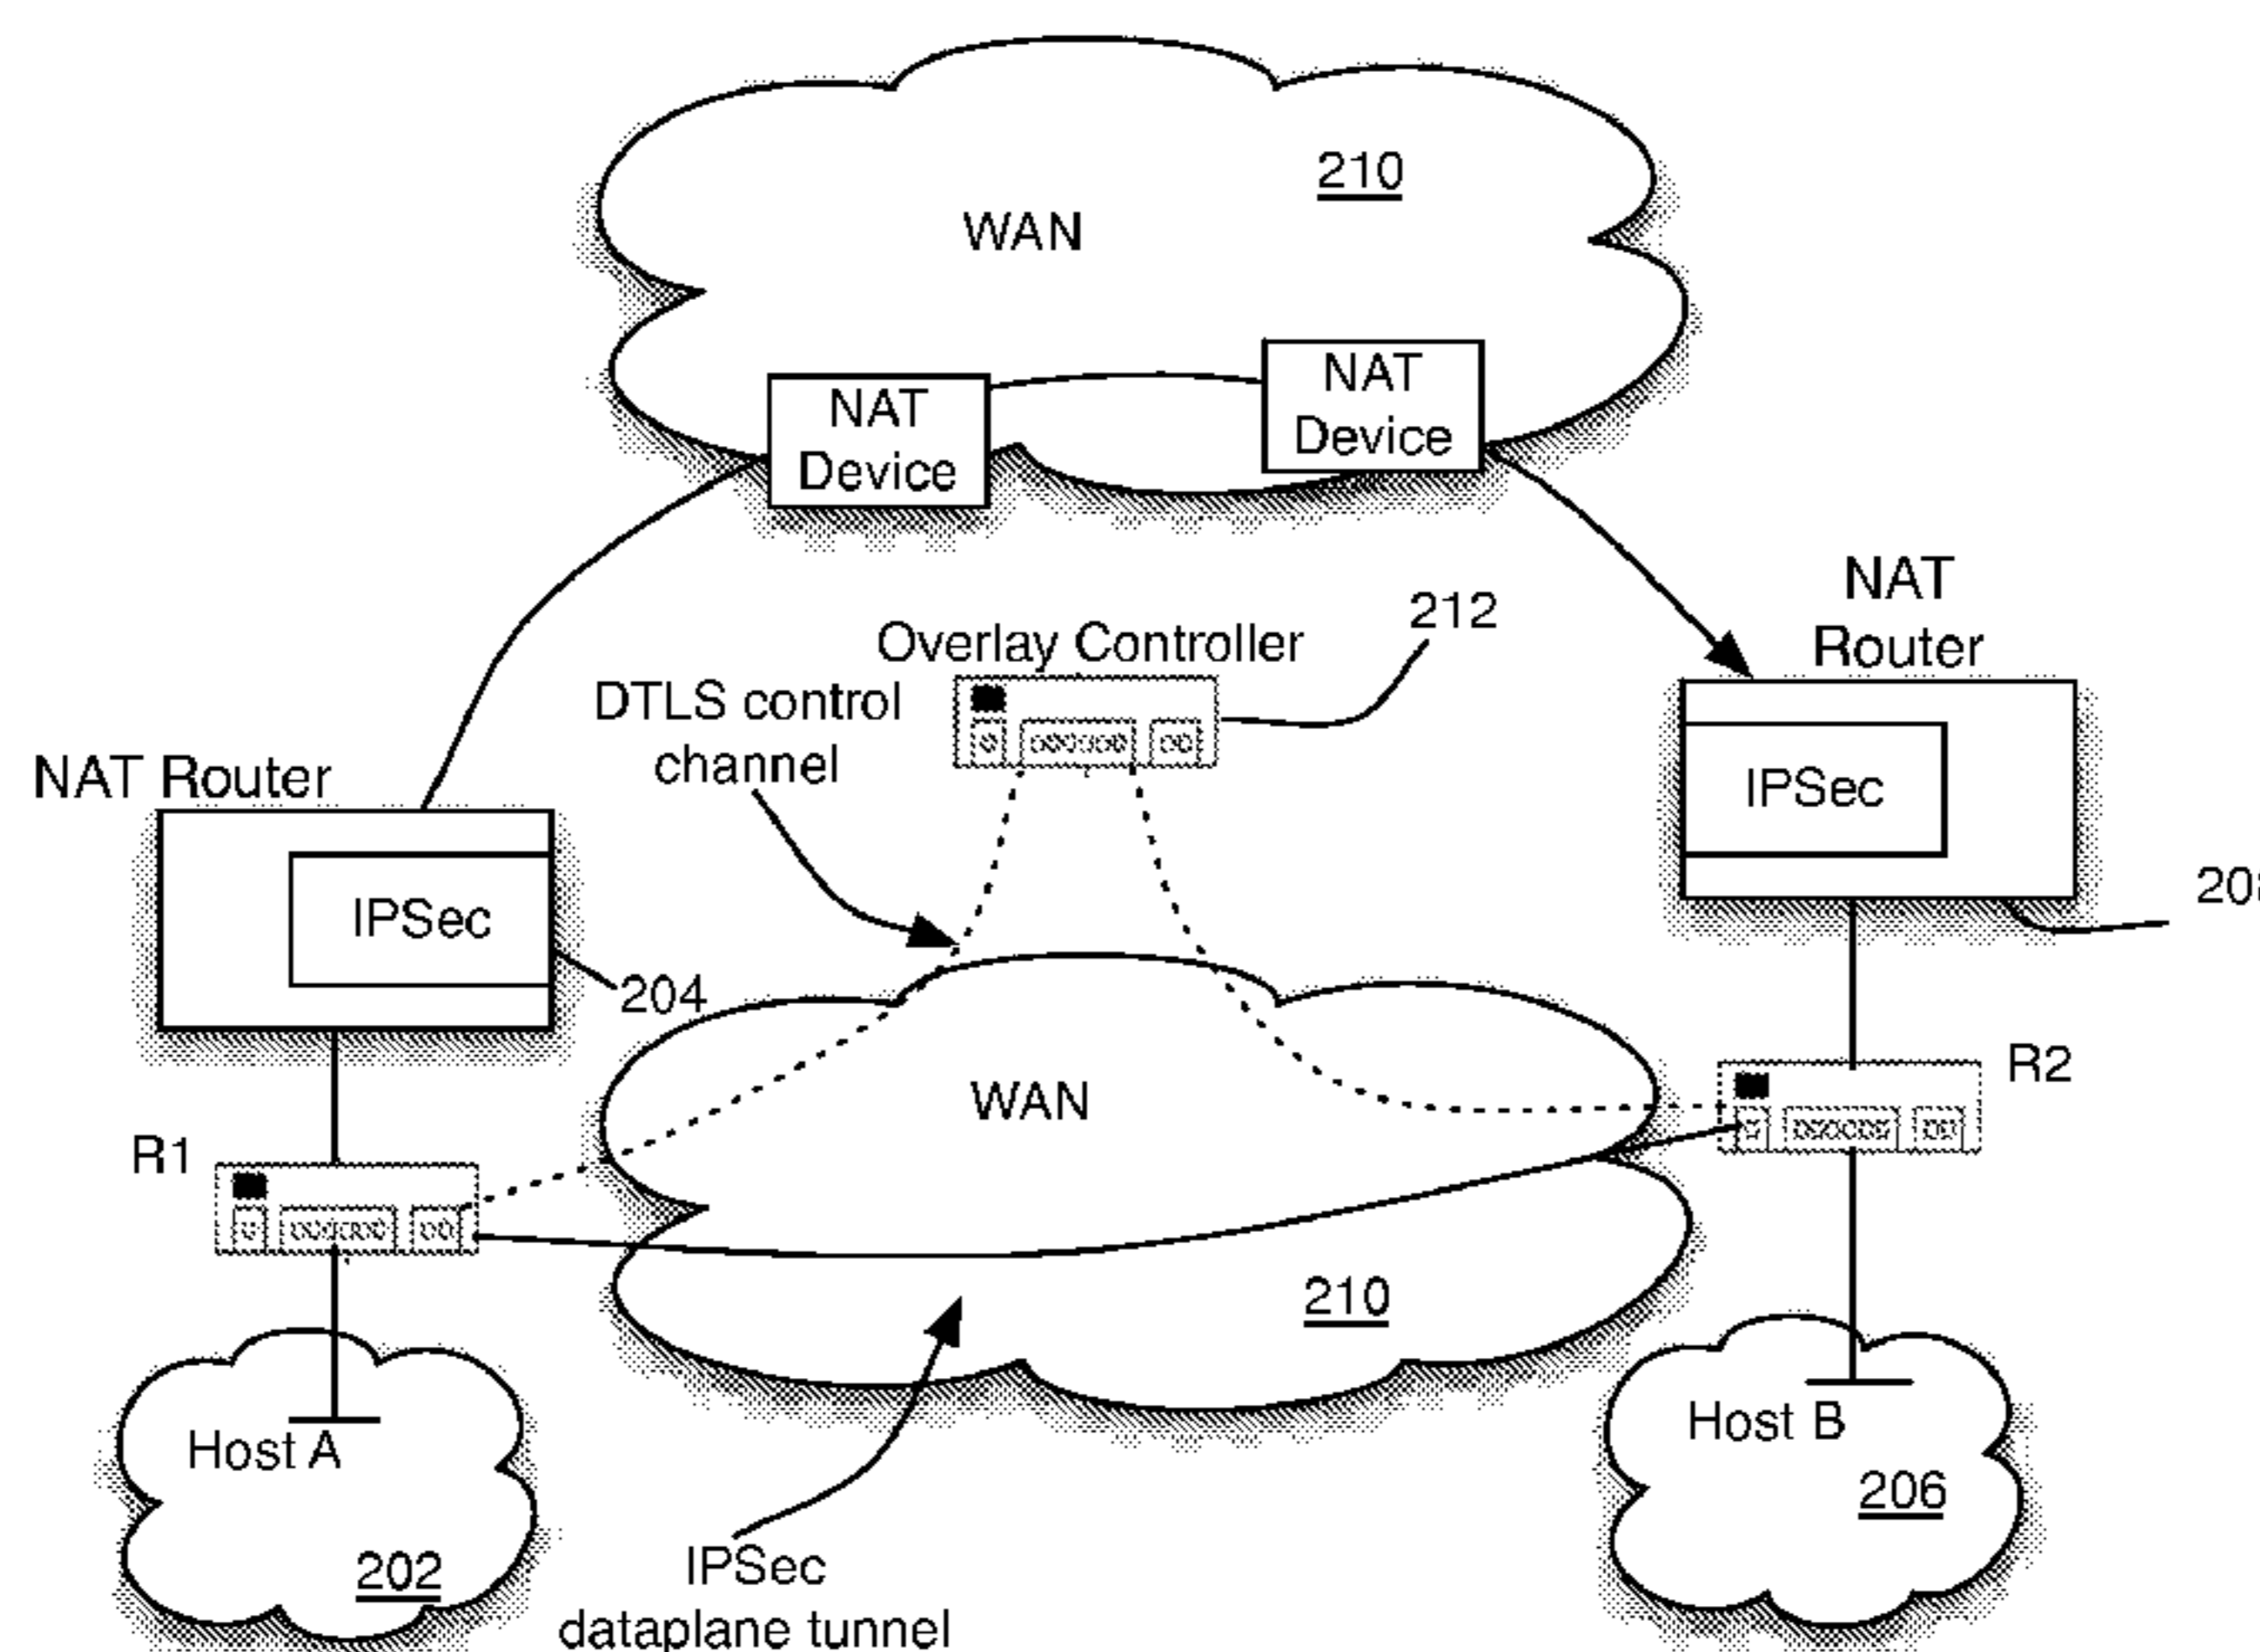 210
WAN
NAT
Device
NAT
Device
NAT
Router
212
Overlay Controller
DTLS control
channel
NAT Router
IPSec
IPSec
204
R2
WAN
R1
210
Host A
202
Host B
206
IPSec
dataplane tunnel